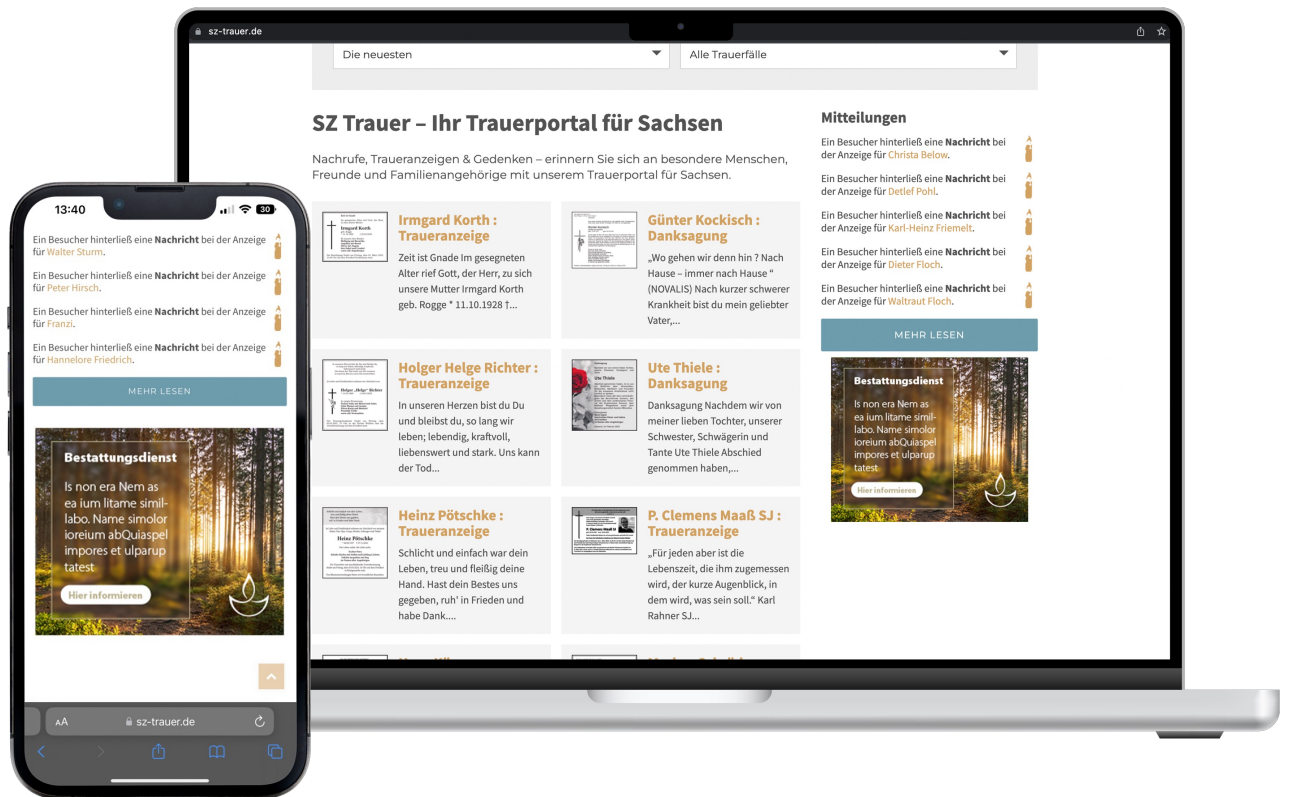 sz-trauer.de
Die neuesten
Alle Trauerfälle
SZ Trauer – Ihr Trauerportal für Sachsen
Nachrufe, Traueranzeigen & Gedenken – erinnern Sie sich an besondere Menschen,
Freunde und Familienangehörige mit unserem Trauerportal für Sachsen.
Irmgard Korth :
Traueranzeige
Zeit ist Gnade Im gesegneten
Alter rief Gott, der Herr, zu sich
unsere Mutter Irmgard Korth
geb. Rogge * 11.10.1928 †...
Günter Kockisch :
Danksagung
„Wo gehen wir denn hin ? Nach
Hause – immer nach Hause “
(NOVALIS) Nach kurzer schwerer
Krankheit bist du mein geliebter
Vater,...
Holger Helge Richter :
Traueranzeige
In unseren Herzen bist du Du
und bleibst du, so lang wir
leben; lebendig, kraftvoll,
liebenswert und stark. Uns kann
der Tod...
Ute Thiele :
Danksagung
Danksagung Nachdem wir von
meiner lieben Tochter, unserer
Schwester, Schwägerin und
Tante Ute Thiele Abschied
genommen haben,...
Heinz Pötschke :
Traueranzeige
Schlicht und einfach war dein
Leben, treu und fleißig deine
Hand. Hast dein Bestes uns
gegeben, ruh' in Frieden und
habe Dank....
P. Clemens Maaß SJ :
Traueranzeige
„Für jeden aber ist die
Lebenszeit, die ihm zugemessen
wird, der kurze Augenblick, in
dem wird, was sein soll.“ Karl
Rahner SJ...
Irmgard Korth
Ute Thiele
Heinz Pötschke
P. Clemens Maaß SJ
Mitteilungen
Ein Besucher hinterließ eine Nachricht bei
der Anzeige für Christa Below.
Ein Besucher hinterließ eine Nachricht bei
der Anzeige für Detlef Pohl.
Ein Besucher hinterließ eine Nachricht bei
der Anzeige für Karl-Heinz Friemelt.
Ein Besucher hinterließ eine Nachricht bei
der Anzeige für Dieter Floch.
Ein Besucher hinterließ eine Nachricht bei
der Anzeige für Waltraut Floch.
MEHR LESEN
Bestattungsdienst
Is non era Nem as
ea ium litame simil-
labo. Name simolor
ioreium abQuiaspel
impores et ulparup
tatest
Hier informieren
13:40
30
Ein Besucher hinterließ eine Nachricht bei der Anzeige
für Walter Sturm.
Ein Besucher hinterließ eine Nachricht bei der Anzeige
für Peter Hirsch.
Ein Besucher hinterließ eine Nachricht bei der Anzeige
für Franzi.
Ein Besucher hinterließ eine Nachricht bei der Anzeige
für Hannelore Friedrich.
MEHR LESEN
Bestattungsdienst
Is non era Nem as
ea ium litame simil-
labo. Name simolor
ioreium abQuiaspel
impores et ulparup
tatest
Hier informieren
AA
sz-trauer.de